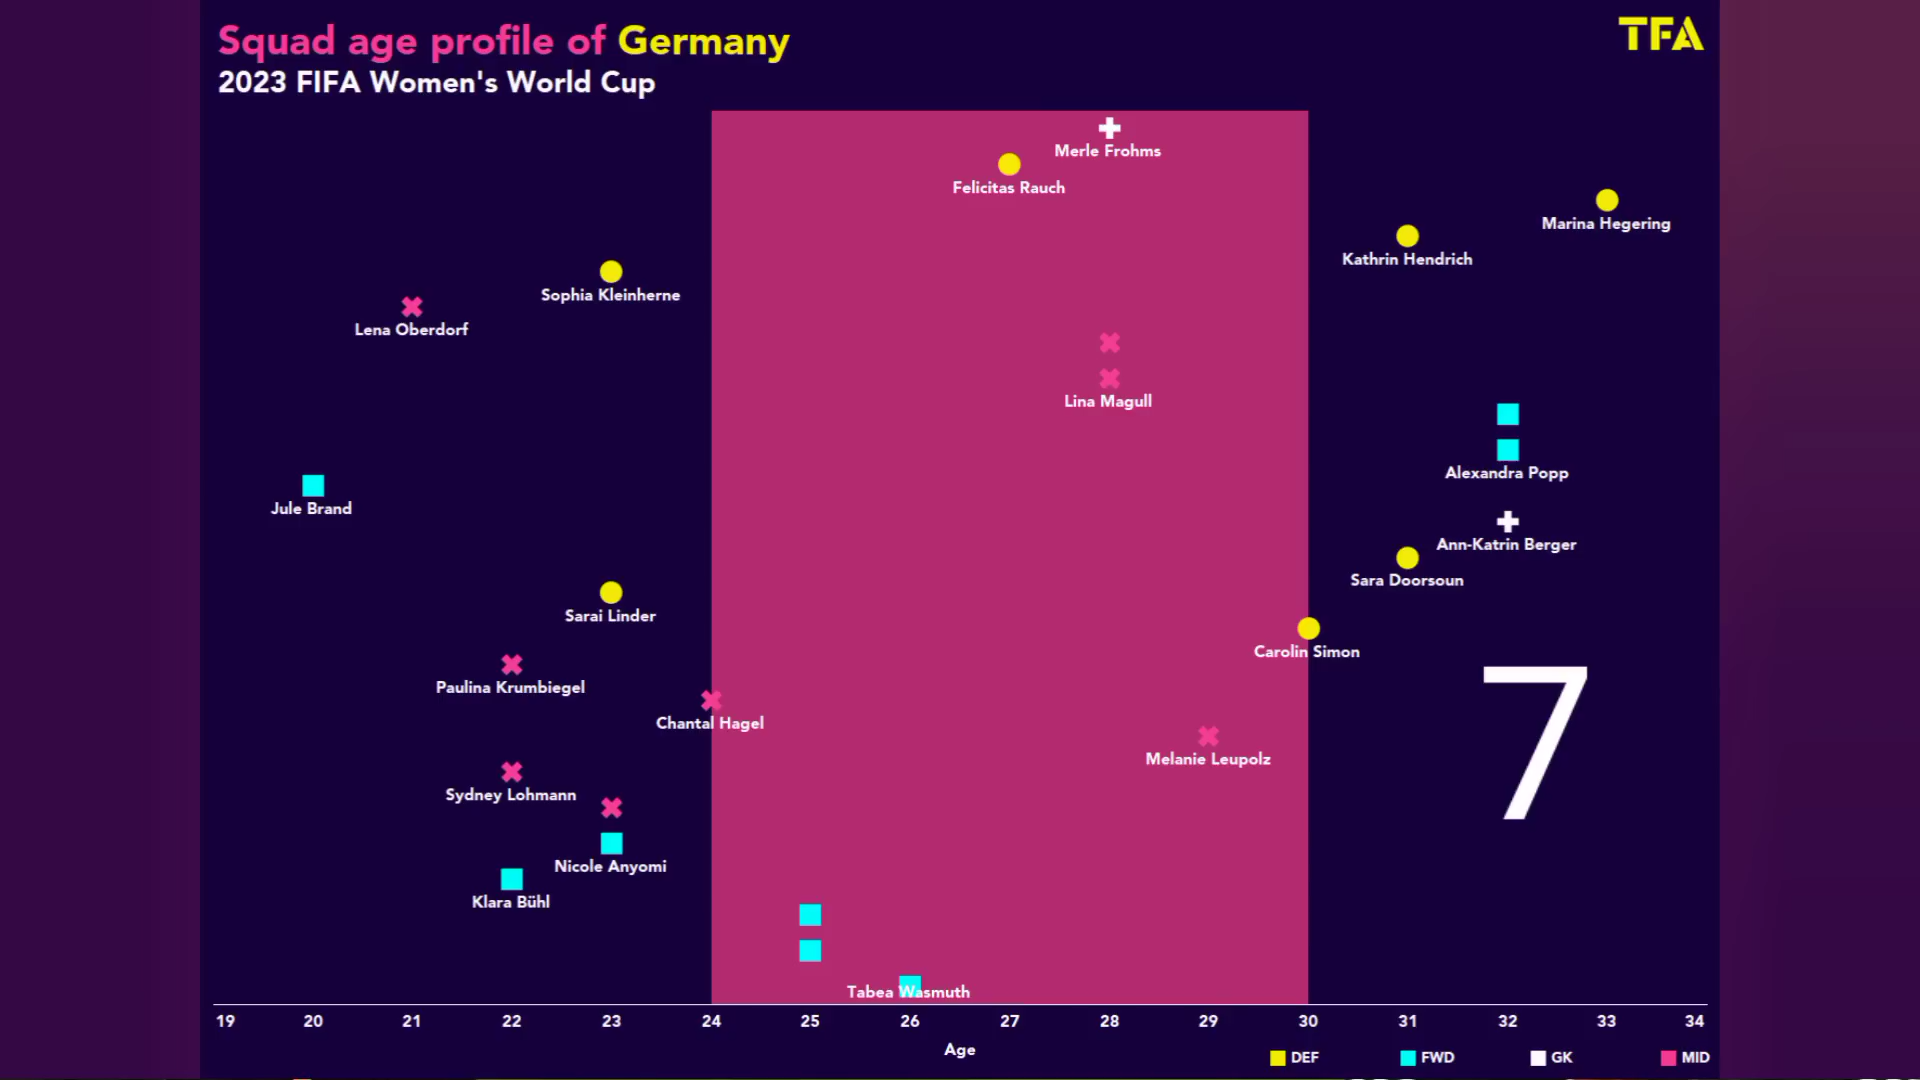 Squad age profile of Germany
TFA
2023 FIFA Women's World Cup
Merle Frohms
Felicitas Rauch
Marina Hegering
Kathrin Hendrich
Sophia Kleinherne
Lena Oberdorf
Lina Magull
Alexandra Popp
Jule Brand
Ann-Katrin Berger
Sara Doorsoun
Sarai Linder
Carolin Simon
Paulina Krumbiegel
7
Chantal Hagel
Melanie Leupolz
Sydney Lohmann
Nicole Anyomi
Klara Bühl
Tabea Wasmuth
19 20 21 22 23 24 25 26 27 28 29 30 31 32 33 34
Age
DEF FWD GK MID